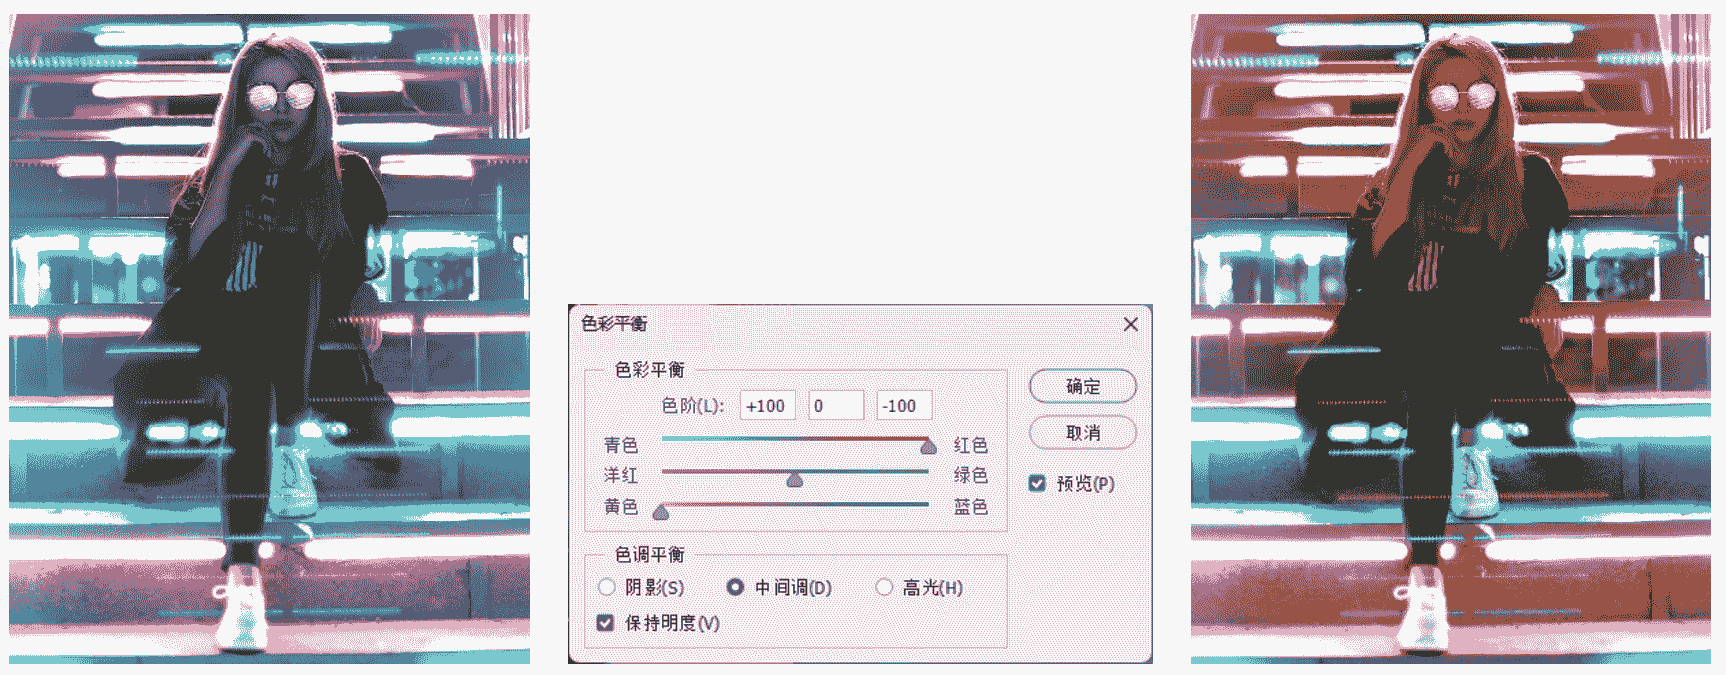 色彩平衡
色彩平衡
色阶(L): +100 0 -100
青色 红色
洋红 绿色
黄色 蓝色
色调平衡
阴影(S) 中间调(D) 高光(H)
保持明度(V)
确定
取消
预览(P)